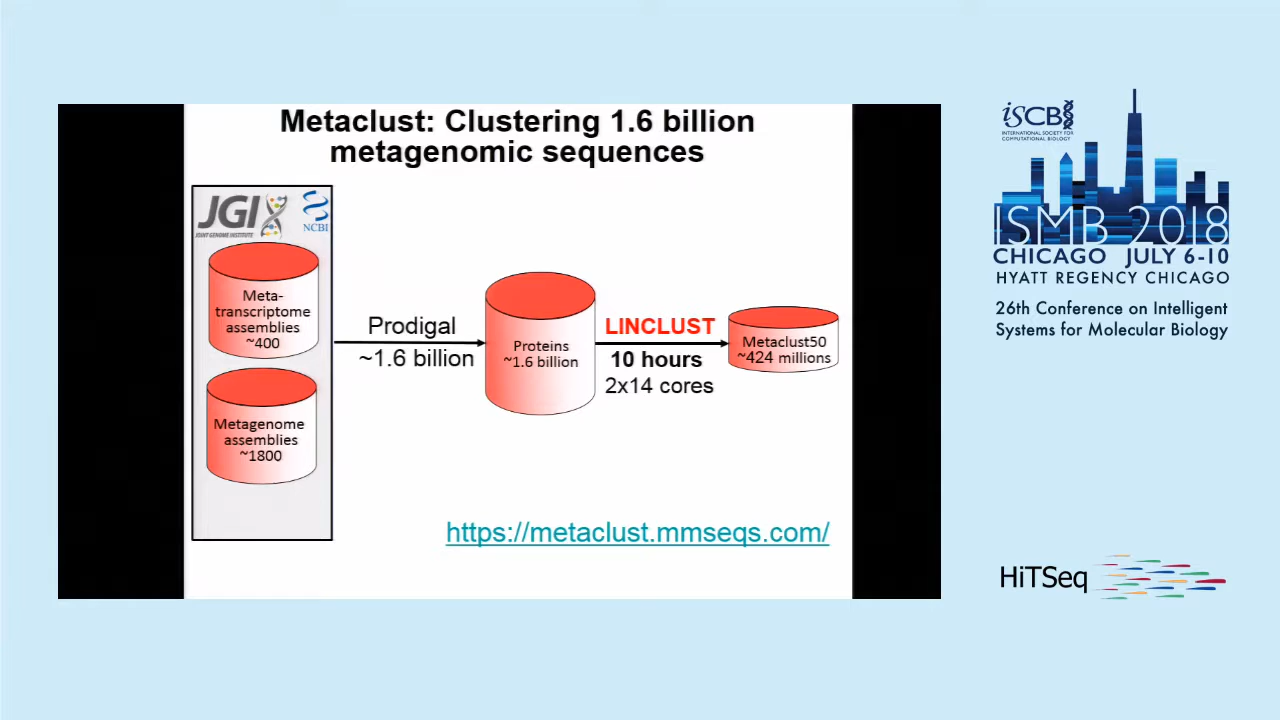 Metaclust: Clustering 1.6 billion
metagenomic sequences
JGI
JOINT GENOME INSTITUTE
NCBI
Meta-
transcriptome
assemblies
~400
Metagenome
assemblies
~1800
Prodigal
~1.6 billion
Proteins
~1.6 billion
LINCLUST
10 hours
2x14 cores
Metaclust50
~424 millions
https://metaclust.mmseqs.com/
iSCB
INTERNATIONAL SOCIETY FOR
COMPUTATIONAL BIOLOGY
ISMB 2018
CHICAGO JULY 6-10
HYATT REGENCY CHICAGO
26th Conference on Intelligent
Systems for Molecular Biology
HiTSeq